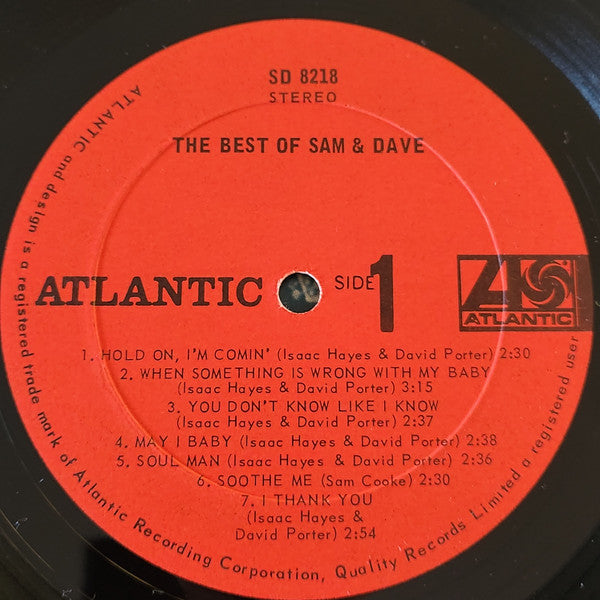 SD 8218
STEREO
THE BEST OF SAM & DAVE
ATLANTIC
SIDE 1
ATLANTIC
1. HOLD ON, I'M COMIN' (Isaac Hayes & David Porter) 2:30
2. WHEN SOMETHING IS WRONG WITH MY BABY
(Isaac Hayes & David Porter) 3:15
3. YOU DON'T KNOW LIKE I KNOW
(Isaac Hayes & David Porter) 2:37
4. MAY I BABY (Isaac Hayes & David Porter) 2:38
5. SOUL MAN (Isaac Hayes & David Porter) 2:36
6. SOOTHE ME (Sam Cooke) 2:30
7. I THANK YOU
(Isaac Hayes &
David Porter) 2:54
ATLANTIC and design is a registered trade mark of Atlantic Recording Corporation, Quality Records Limited a registered user